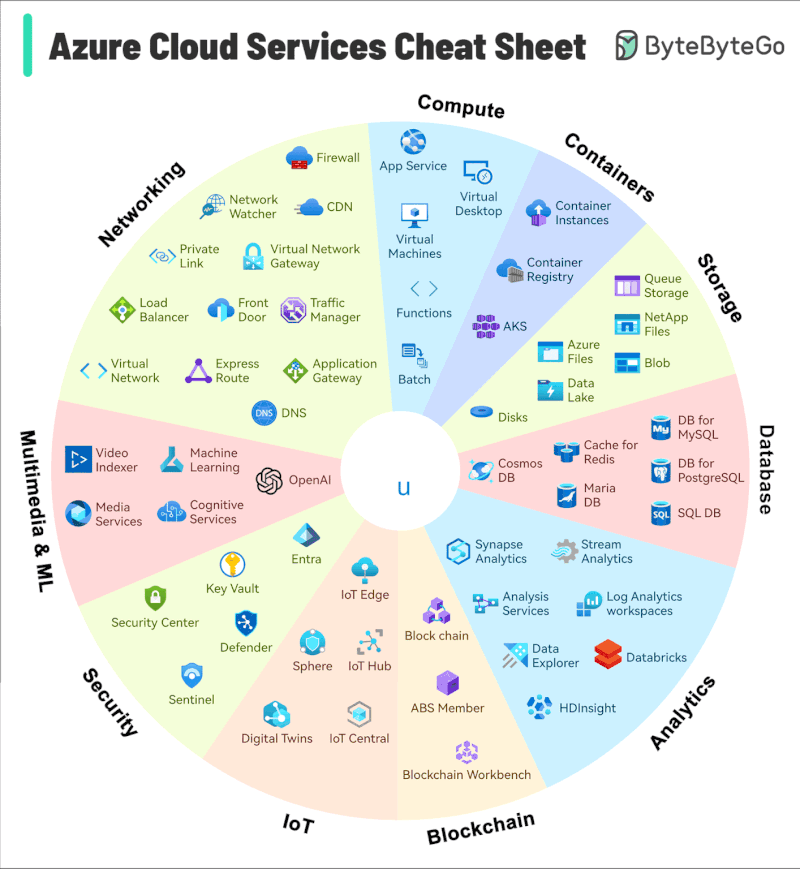 Azure Cloud Services Cheat Sheet
ByteByteGo
Compute
App Service
Virtual
Desktop
Virtual
Machines
Functions
Batch
Containers
Container
Instances
Container
Registry
AKS
Storage
Queue
Storage
NetApp
Files
Azure
Files
Blob
Data
Lake
Disks
Database
DB for
MySQL
Cache for
Redis
Cosmos
DB
DB for
PostgreSQL
Maria
DB
SQL DB
My
SQL
Analytics
Synapse
Analytics
Stream
Analytics
Analysis
Services
Log Analytics
workspaces
Data
Explorer
Databricks
HDInsight
Blockchain
Block chain
ABS Member
Blockchain Workbench
IoT
IoT Edge
Sphere
IoT Hub
Digital Twins
IoT Central
Security
Entra
Key Vault
Security Center
Defender
Sentinel
Multimedia & ML
Video
Indexer
Machine
Learning
OpenAI
Media
Services
Cognitive
Services
Networking
Firewall
Network
Watcher
CDN
Private
Link
Virtual Network
Gateway
Load
Balancer
Front
Door
Traffic
Manager
Virtual
Network
Express
Route
Application
Gateway
DNS
DNS
u